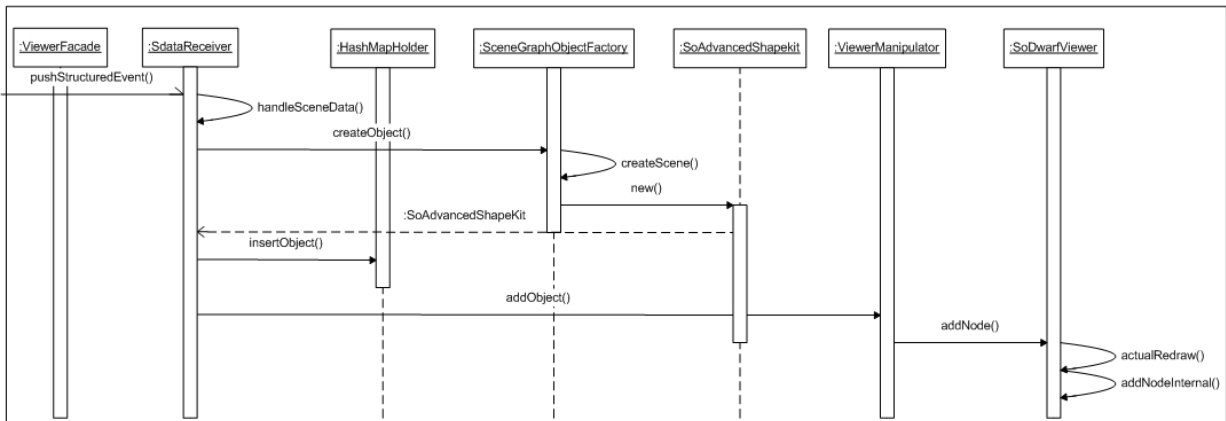 :ViewerFacade
:SdataReceiver
:HashMapHolder
:SceneGraphObjectFactory
:SoAdvancedShapekit
:ViewerManipulator
:SoDwarfViewer
pushStructuredEvent()
handleSceneData()
createObject()
createScene()
new()
:SoAdvancedShapeKit
insertObject()
addObject()
addNode()
actualRedraw()
addNodeInternal()